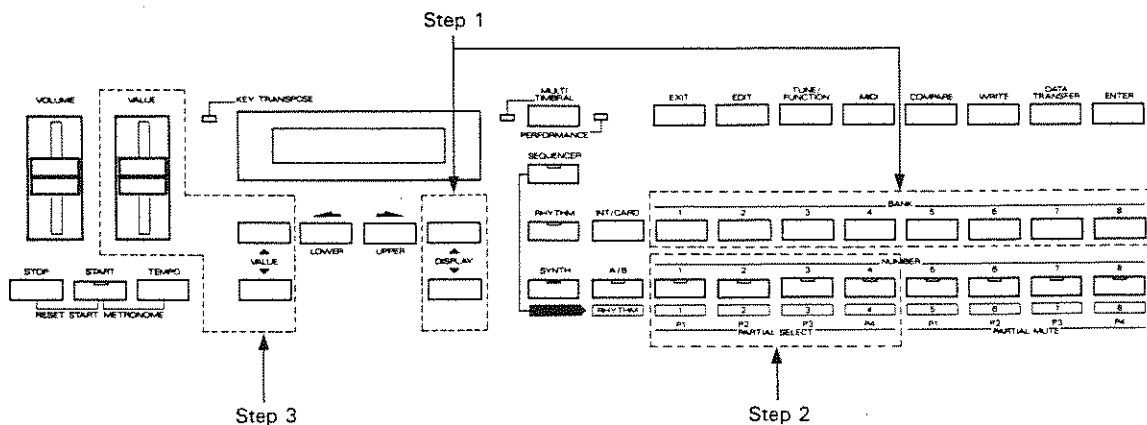 Step 1
VOLUME
VALUE
KEY TRANSPOSE
MULTI
TIMBRAL
PERFORMANCE
EXIT
EDIT
TUNE/
FUNCTION
MIDI
COMPARE
WRITE
DATA
TRANSFER
ENTER
SEQUENCER
BANK
RHYTHM
INT/CARD
1 2 3 4 5 6 7 8
VALUE
LOWER
UPPER
DISPLAY
NUMBER
STOP
START
TEMPO
SYNTH
A/B
1 2 3 4 5 6 7 8
RESET START
METRONOME
RHYTHM
1 2 3 4 5 6 7 8
P1 P2 P3 P4 P1 P2 P3 P4
PARTIAL SELECT
PARTIAL MUTE
Step 3
Step 2